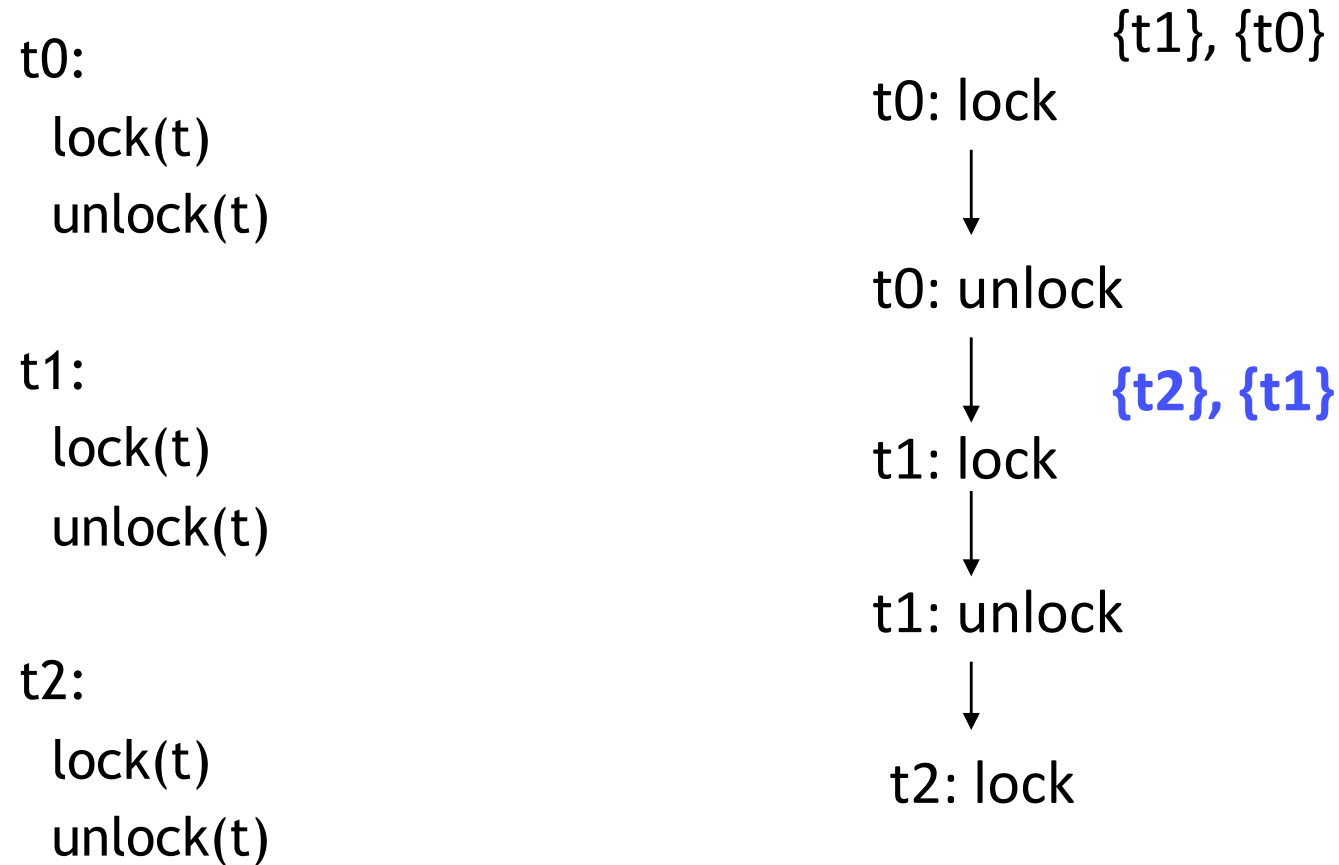 t0:
lock(t)
unlock(t)
t1:
lock(t)
unlock(t)
t2:
lock(t)
unlock(t)
{t1}, {t0}
t0: lock
t0: unlock
{t2}, {t1}
t1: lock
t1: unlock
t2: lock